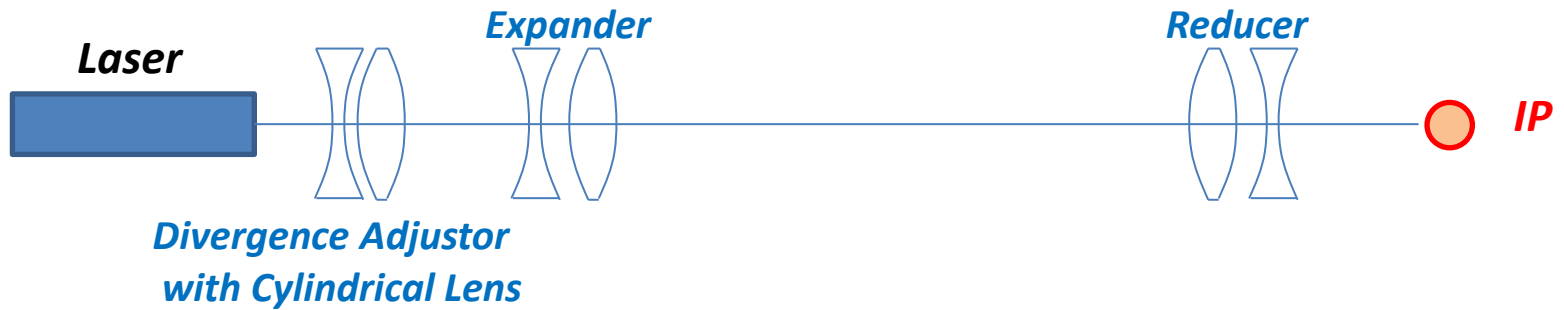 Laser
Expander
Reducer
IP
Divergence Adjustor
with Cylindrical Lens